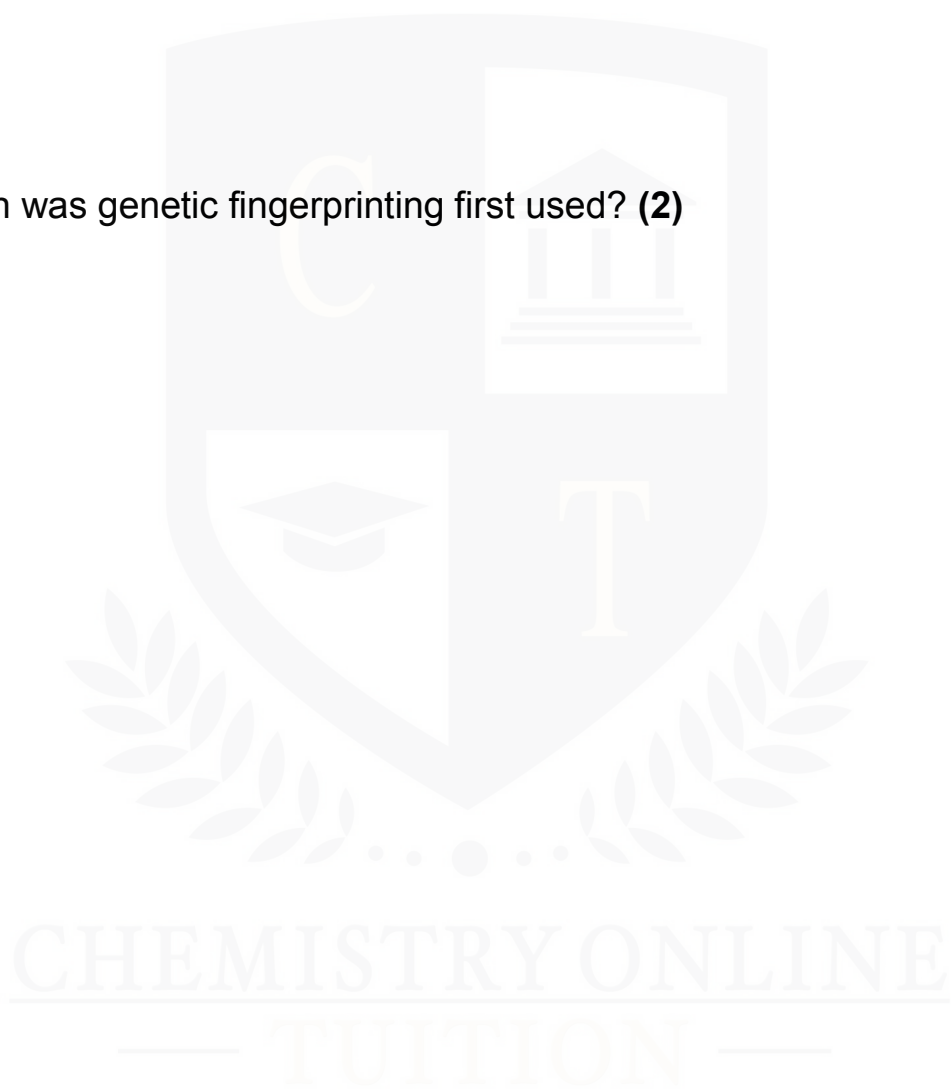 n was genetic fingerprinting first used? (2)
C
T
CHEMISTRY ONLINE
TUITION